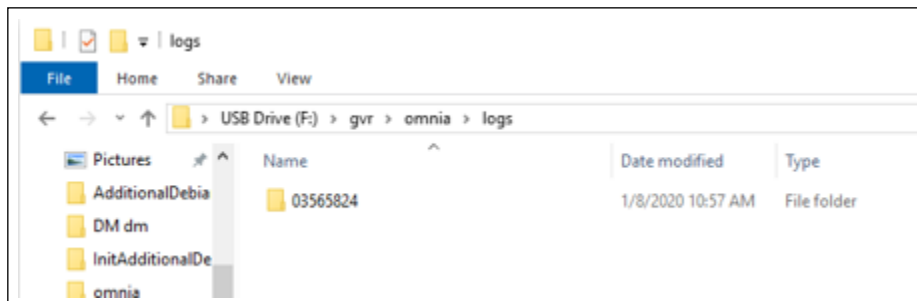 logs
File Home Share View
USB Drive (F:) > gvr > omnia > logs
Name Date modified Type
Pictures
AdditionalDebia
03565824 1/8/2020 10:57 AM File folder
DM dm
InitAdditionalDe
omnia